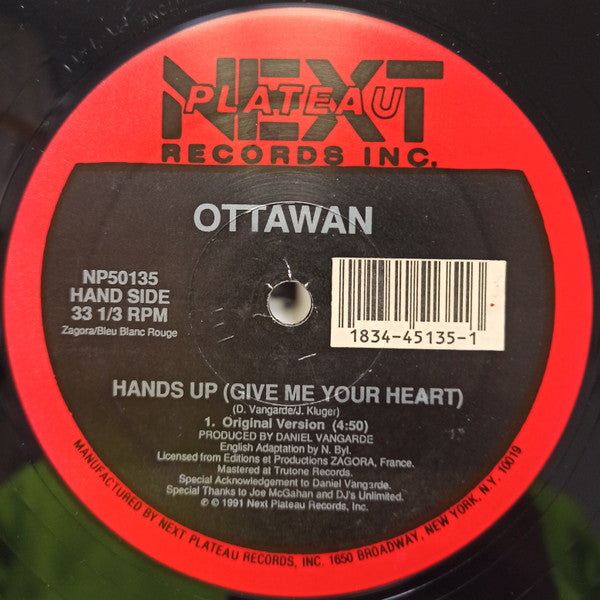 NEXT
PLATEAU
RECORDS INC.
OTTAWAN
NP50135
HAND SIDE
33 1/3 RPM
Zagora/Bleu Blanc Rouge
1834-45135-1
HANDS UP (GIVE ME YOUR HEART)
(D. Vangarde/J. Kluger)
1. Original Version (4:50)
PRODUCED BY DANIEL VANGARDE
English Adaptation by N. Byl.
Licensed from Editions et Productions ZAGORA, France.
Mastered at Trutone Records.
Special Acknowledgement to Daniel Vangarde.
Special Thanks to Joe McGahan and DJ's Unlimited.
℗ © 1991 Next Plateau Records, Inc.
MANUFACTURED BY NEXT PLATEAU RECORDS, INC. 1650 BROADWAY, NEW YORK, N.Y. 10019